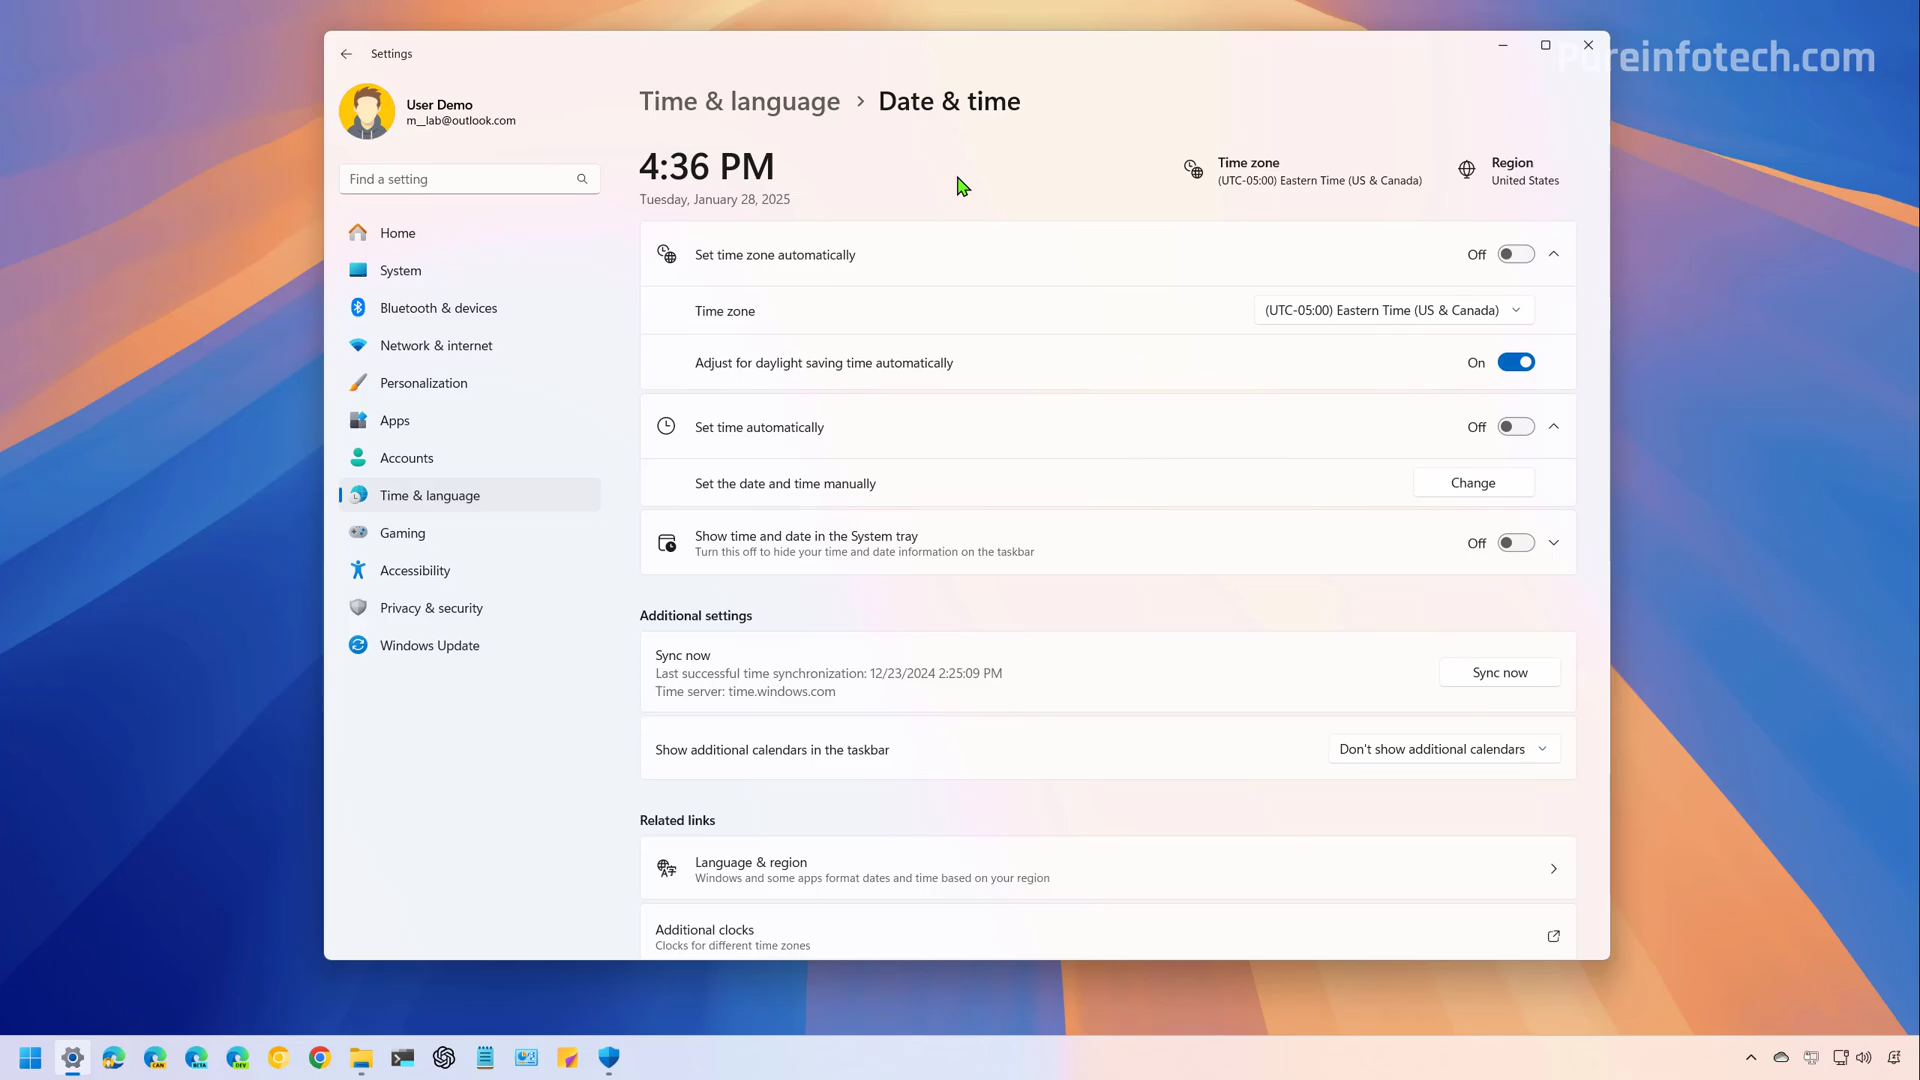 Settings
Pureinfotech.com
User Demo
m__lab@outlook.com
Find a setting
Home
System
Bluetooth & devices
Network & internet
Personalization
Apps
Accounts
Time & language
Gaming
Accessibility
Privacy & security
Windows Update
Time & language > Date & time
4:36 PM
Tuesday, January 28, 2025
Time zone
(UTC-05:00) Eastern Time (US & Canada)
Region
United States
Set time zone automatically
Off
Time zone
(UTC-05:00) Eastern Time (US & Canada)
Adjust for daylight saving time automatically
On
Set time automatically
Off
Set the date and time manually
Change
Show time and date in the System tray
Turn this off to hide your time and date information on the taskbar
Off
Additional settings
Sync now
Last successful time synchronization: 12/23/2024 2:25:09 PM
Time server: time.windows.com
Sync now
Show additional calendars in the taskbar
Don't show additional calendars
Related links
Language & region
Windows and some apps format dates and time based on your region
Additional clocks
Clocks for different time zones
CAN
BETA
DEV